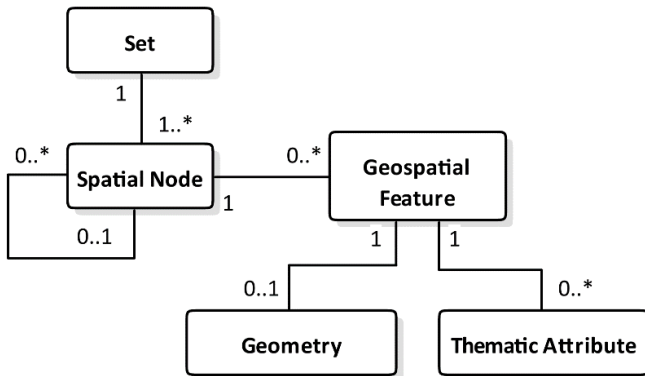 Set
1
1..*
0..*
Spatial Node
0..*
Geospatial
Feature
1
0..1
1
1
0..1
0..*
Geometry
Thematic Attribute